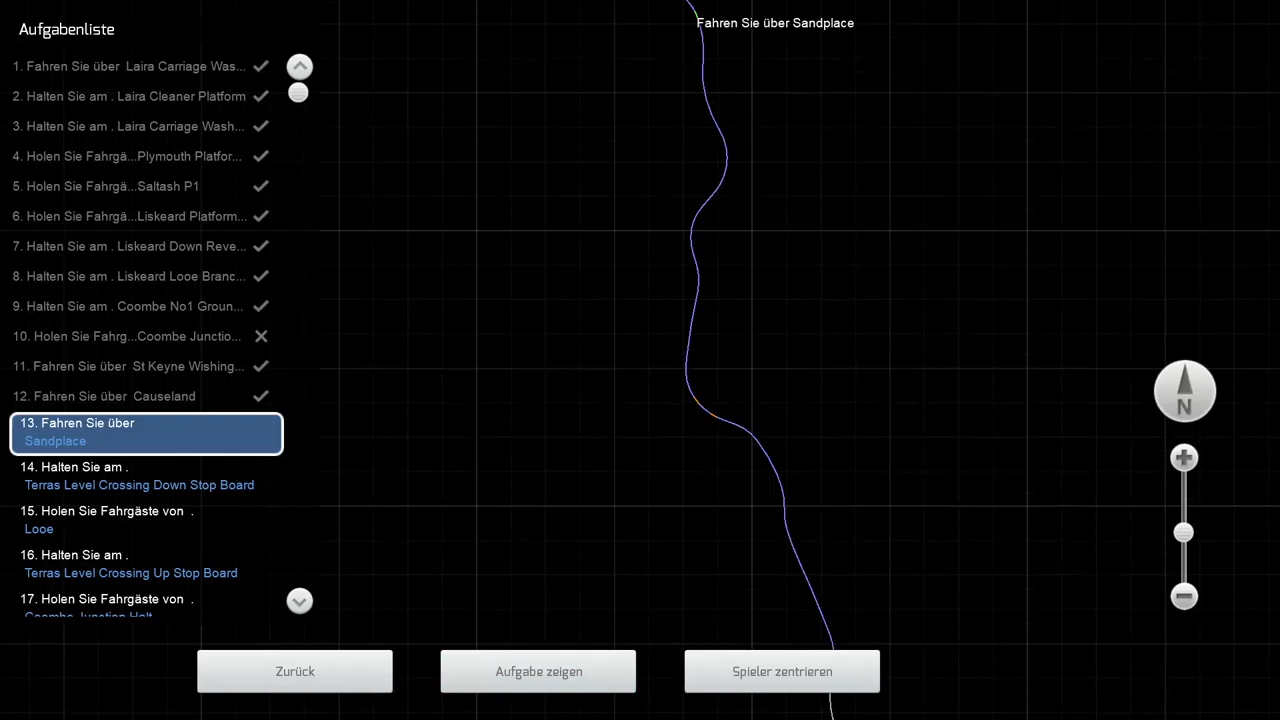 Aufgabenliste
Fahren Sie über Sandplace
1. Fahren Sie über Laira Carriage Was...
2. Halten Sie am . Laira Cleaner Platform
3. Halten Sie am . Laira Carriage Wash...
4. Holen Sie Fahrgä...Plymouth Platfor...
5. Holen Sie Fahrgä...Saltash P1
6. Holen Sie Fahrgä...Liskeard Platform...
7. Halten Sie am . Liskeard Down Reve...
8. Halten Sie am . Liskeard Looe Branc...
9. Halten Sie am . Coombe No1 Groun...
10. Holen Sie Fahrg...Coombe Junctio...
11. Fahren Sie über St Keyne Wishing...
12. Fahren Sie über Causeland
13. Fahren Sie über
Sandplace
14. Halten Sie am .
Terras Level Crossing Down Stop Board
15. Holen Sie Fahrgäste von .
Looe
16. Halten Sie am .
Terras Level Crossing Up Stop Board
17. Holen Sie Fahrgäste von .
Coombe Junction Halt
N
Zurück
Aufgabe zeigen
Spieler zentrieren